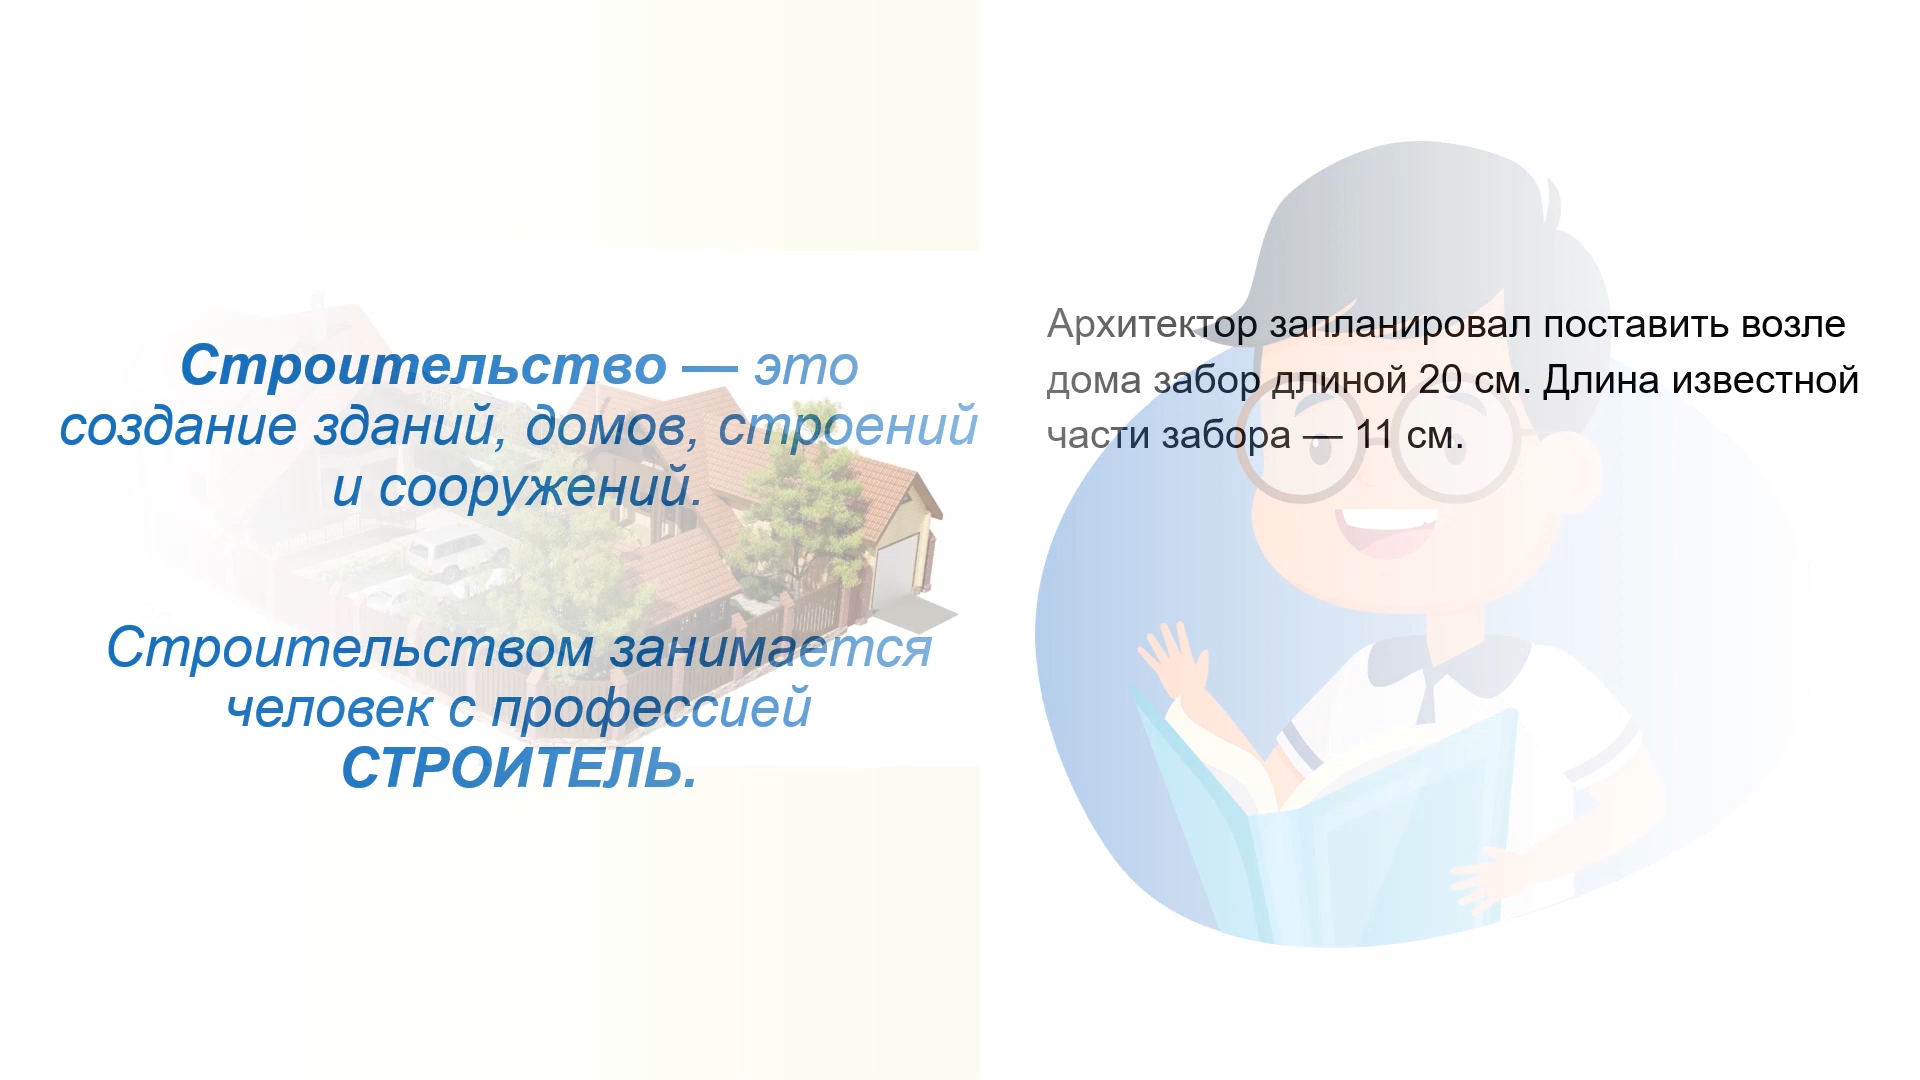 Строительство — это
создание зданий, домов, строений
и сооружений.
Строительством занимается
человек с профессией
СТРОИТЕЛЬ.
Архитектор запланировал поставить возле
дома забор длиной 20 см. Длина известной
части забора — 11 см.